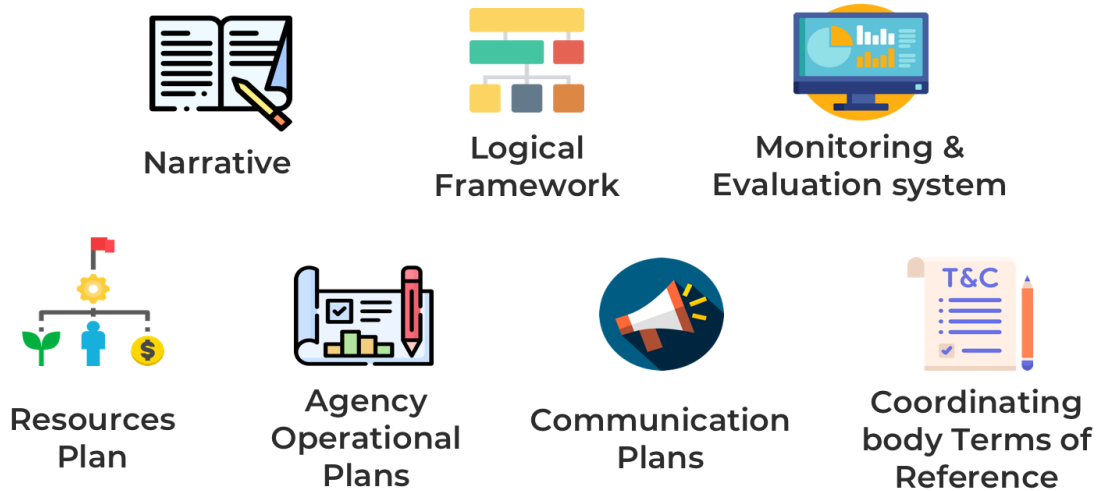 Narrative
Logical
Framework
Monitoring &
Evaluation system
$
Resources
Plan
Agency
Operational
Plans
Communication
Plans
T&C
Coordinating
body Terms of
Reference